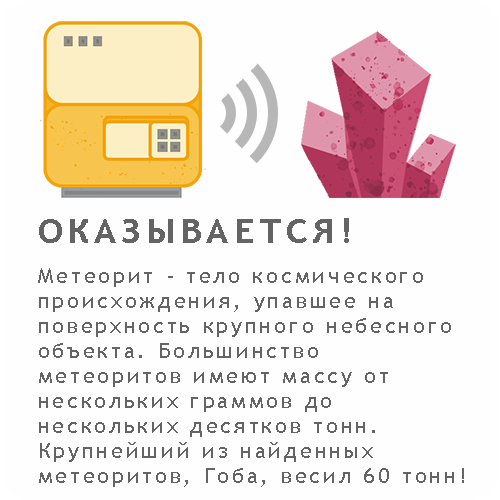 ОКАЗЫВАЕТСЯ!
Метеорит - тело космического
происхождения, упавшее на
поверхность крупного небесного
объекта. Большинство
метеоритов имеют массу от
нескольких граммов до
нескольких десятков тонн.
Крупнейший из найденных
метеоритов, Гоба, весил 60 тонн!